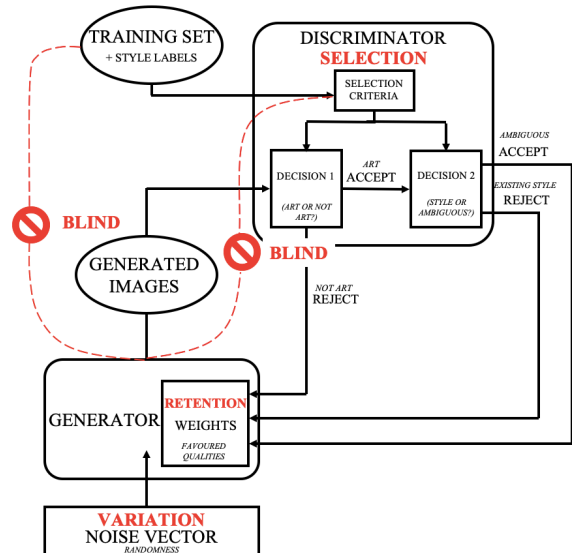 TRAINING SET
+ STYLE LABELS
DISCRIMINATOR
SELECTION
SELECTION
CRITERIA
DECISION 1
(ART OR NOT
ART?)
ART
ACCEPT
DECISION 2
(STYLE OR
AMBIGUOUS?)
AMBIGUOUS
ACCEPT
EXISTING STYLE
REJECT
BLIND
BLIND
GENERATED
IMAGES
NOT ART
REJECT
GENERATOR
RETENTION
WEIGHTS
FAVOURED
QUALITIES
VARIATION
NOISE VECTOR
RANDOMNESS